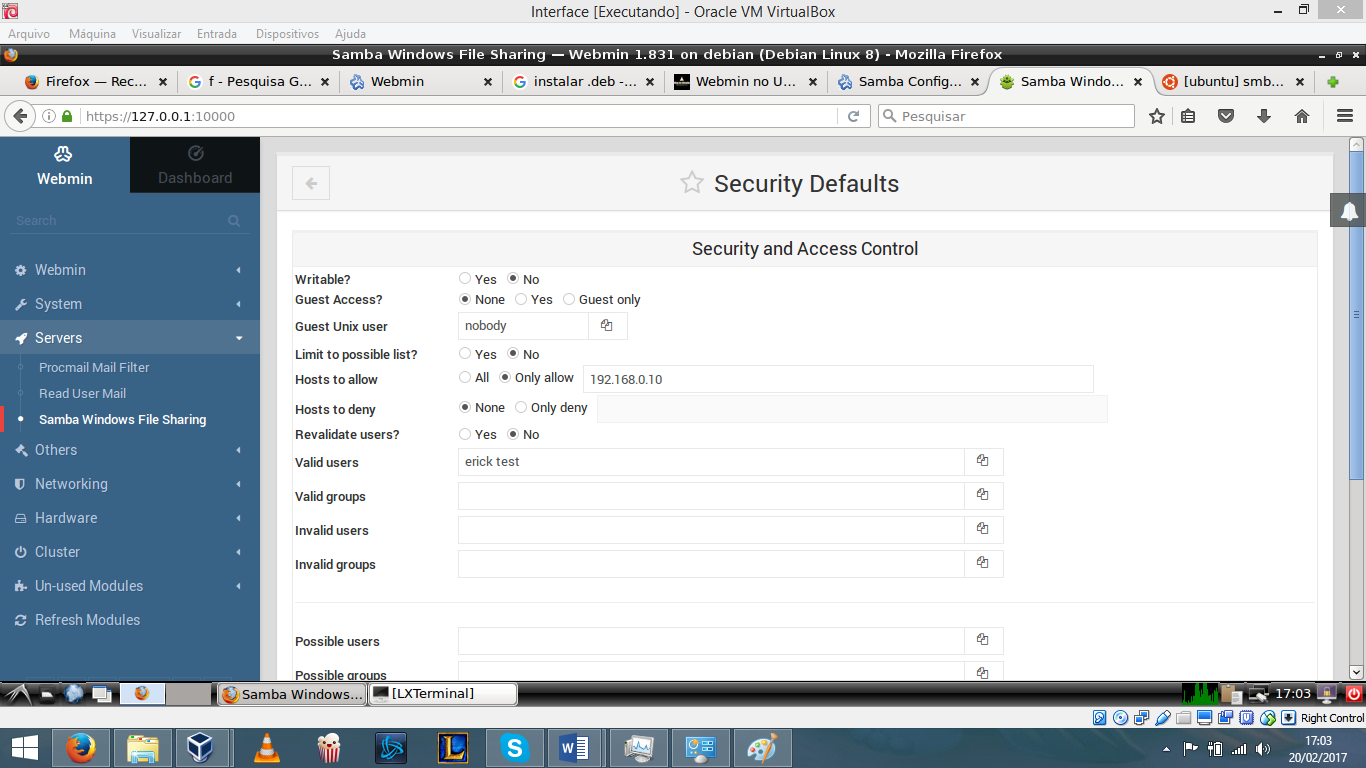 Interface [Executando] - Oracle VM VirtualBox
Arquivo Máquina Visualizar Entrada Dispositivos Ajuda
Samba Windows File Sharing — Webmin 1.831 on debian (Debian Linux 8) - Mozilla Firefox
Firefox — Rec... f - Pesquisa G... Webmin instalar .deb -... Webmin no U... Samba Config... Samba Windo... [ubuntu] smb...
https://127.0.0.1:10000 Pesquisar
Webmin Dashboard
Search
Webmin
System
Servers
Procmail Mail Filter
Read User Mail
Samba Windows File Sharing
Others
Networking
Hardware
Cluster
Un-used Modules
Refresh Modules
Security Defaults
Security and Access Control
Writable? Yes No
Guest Access? None Yes Guest only
Guest Unix user nobody
Limit to possible list? Yes No
Hosts to allow All Only allow 192.168.0.10
Hosts to deny None Only deny
Revalidate users? Yes No
Valid users erick test
Valid groups
Invalid users
Invalid groups
Possible users
Possible groups
Samba Windows... [LXTerminal] 17:03
Right Control
17:03
20/02/2017